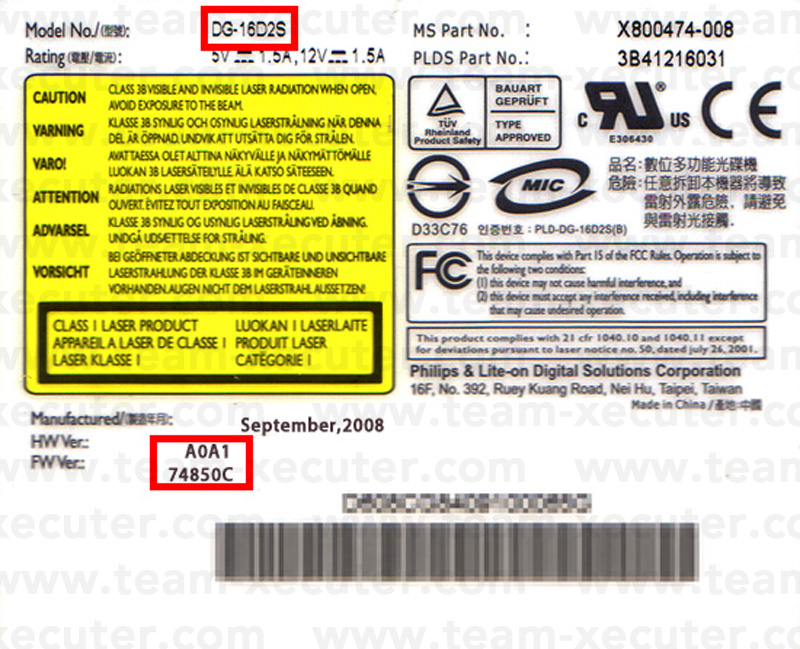 Model No./(型號): DG-16D2S
Rating(電壓/電流): 5V⎓1.5A,12V⎓1.5A
MS Part No. : X800474-008
PLDS Part No.: 3B41216031
CAUTION CLASS 3B VISIBLE AND INVISIBLE LASER RADIATION WHEN OPEN,
AVOID EXPOSURE TO THE BEAM.
VARNING KLASSE 3B SYNLIG OCH OSYNLIG LASERSTRÅLNING NÄR DENNA
DEL ÄR ÖPPNAD. UNDVIK ATT UTSÄTTA DIG FÖR STRÅLEN.
VARO! AVATTAESSA OLET ALTTINA NÄKYVÄLLE JA NÄKYMÄTTÖMÄLLE
LUOKAN 3B LASERSÄTEILYLLE. ÄLÄ KATSO SÄTEESEEN.
ATTENTION RADIATIONS LASER VISIBLES ET INVISIBLES DE CLASSE 3B QUAND
OUVERT. ÉVITEZ TOUT EXPOSITION AU FAISCEAU.
ADVARSEL KLASSE 3B SYNLIG OG USYNLIG LASERSTRÅLING VED ÅBNING.
UNDGÅ UDSÆTTELSE FOR STRÅLING.
VORSICHT BEI GEÖFFNETER ABDECKUNG IST SICHTBARE UND UNSICHTBARE
LASERSTRAHLUNG DER KLASSE 3B IM GERÄTEINNEREN
VORHANDEN. AUGEN NICHT DEM LASERSTRAHL AUSSETZEN!
CLASS 1 LASER PRODUCT LUOKAN 1 LASERLAITE
APPAREIL A LASER DE CLASSE 1 PRODUIT LASER
LASER KLASSE 1 CATÉGORIE 1
TÜV
Rheinland
Product Safety
BAUART
GEPRÜFT
TYPE
APPROVED
c UR ® US
E306430
CE
D33C76
MIC
品名：數位多功能光碟機
危險：任意拆卸本機器將導致
雷射外露危險，請避免
與雷射光接觸.
인증번호 : PLD-DG-16D2S(B)
FC
This device complies with Part 15 of the FCC Rules. Operation is subject to
the following two conditions:
(1) this device may not cause harmful interference, and
(2) this device must accept any interference received, including interference
that may cause undesired operation.
This product complies with 21 cfr 1040.10 and 1040.11 except
for deviations pursuant to laser notice no. 50, dated july 26, 2001.
Philips & Lite-on Digital Solutions Corporation
16F, No. 392, Ruey Kuang Road, Nei Hu, Taipei, Taiwan
Made in China / 產地:中國
Manufactured/(製造年月): September,2008
HW Ver.: A0A1
FW Ver.: 74850C
www.team-xecuter.com